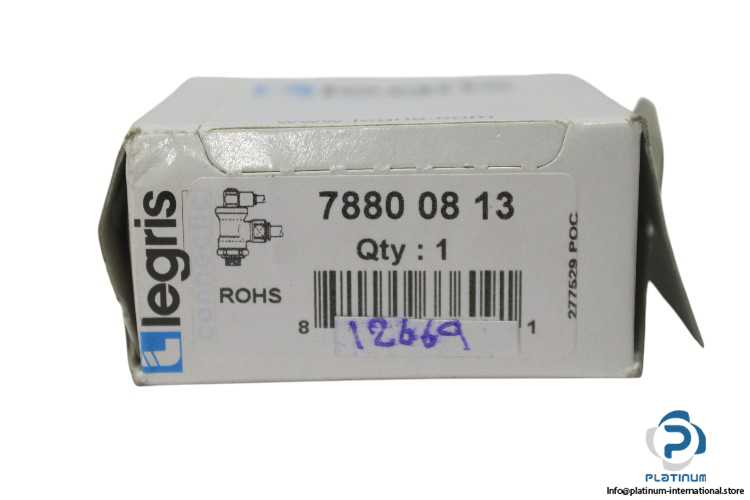 www.legris.com
legris
connectic
7880 08 13
Qty : 1
ROHS
8
1
12669
277529 POC
PLATINUM
Info@platinum-international.store